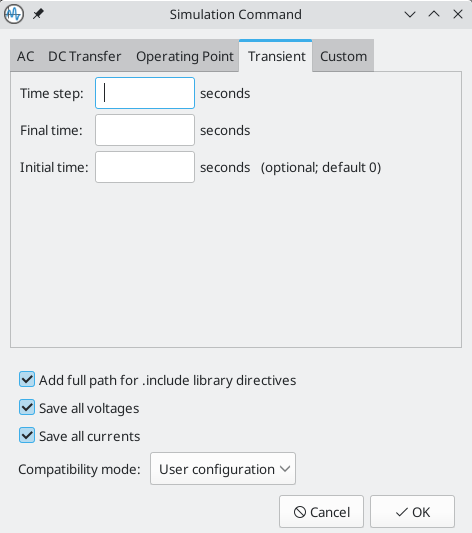 Simulation Command
AC DC Transfer Operating Point Transient Custom
Time step: seconds
Final time: seconds
Initial time: seconds (optional; default 0)
Add full path for .include library directives
Save all voltages
Save all currents
Compatibility mode: User configuration
Cancel OK